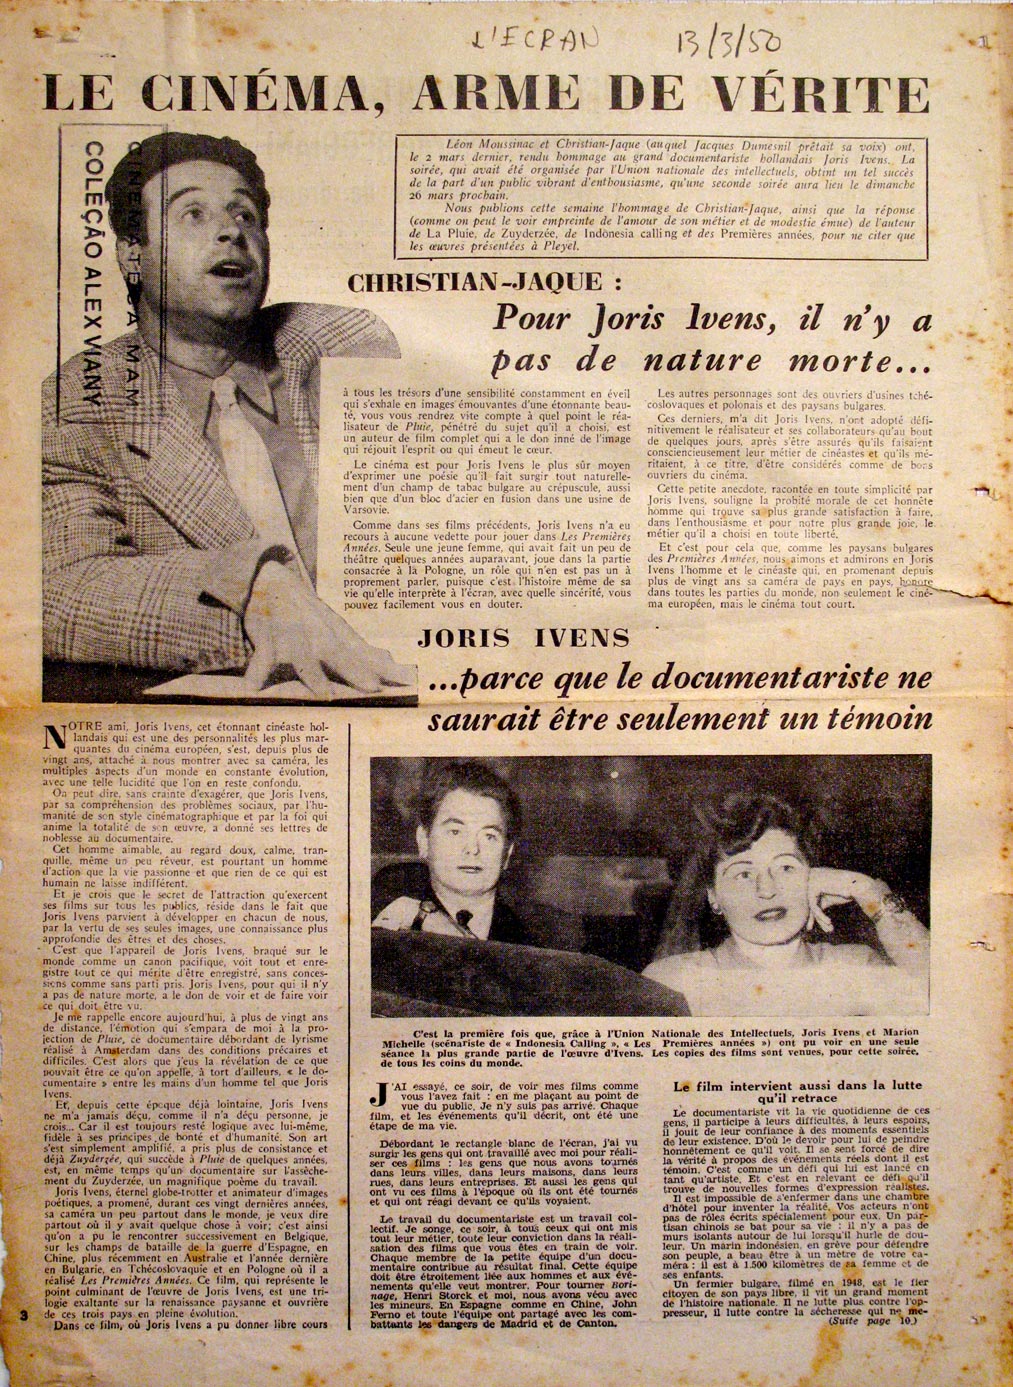 L'ECRAN 13/3/50
1
LE CINÉMA, ARME DE VÉRITE
CINEMATECA MAM
COLEÇÃO ALEX VIANY
Léon Moussinac et Christian-Jaque (auquel Jacques Dumesnil prêtait sa voix) ont,
le 2 mars dernier, rendu hommage au grand documentariste hollandais Joris Ivens. La
soirée, qui avait été organisée par l'Union nationale des intellectuels, obtint un tel succès
de la part d'un public vibrant d'enthousiasme, qu'une seconde soirée aura lieu le dimanche
26 mars prochain.
Nous publions cette semaine l'hommage de Christian-Jaque, ainsi que la réponse
(comme on peut le voir empreinte de l'amour de son métier et de modestie émue) de l'auteur
de La Pluie, de Zuyderzée, de Indonesia calling et des Premières années, pour ne citer que
les œuvres présentées à Pleyel.
CHRISTIAN-JAQUE :
Pour Joris Ivens, il n'y a
pas de nature morte...
NOTRE ami, Joris Ivens, cet étonnant cinéaste hol-
landais qui est une des personnalités les plus mar-
quantes du cinéma européen, s'est, depuis plus de
vingt ans, attaché à nous montrer avec sa caméra, les
multiples aspects d'un monde en constante évolution,
avec une telle lucidité que l'on en reste confondu.
On peut dire, sans crainte d'exagérer, que Joris Ivens,
par sa compréhension des problèmes sociaux, par l'hu-
manité de son style cinématographique et par la foi qui
anime la totalité de son œuvre, a donné ses lettres de
noblesse au documentaire.
Cet homme aimable, au regard doux, calme, tran-
quille, même un peu rêveur, est pourtant un homme
d'action que la vie passionne et que rien de ce qui est
humain ne laisse indifférent.
Et je crois que le secret de l'attraction qu'exercent
ses films sur tous les publics, réside dans le fait que
Joris Ivens parvient à développer en chacun de nous,
par la vertu de ses seules images, une connaissance plus
approfondie des êtres et des choses.
C'est que l'appareil de Joris Ivens, braqué sur le
monde comme un canon pacifique, voit tout et enre-
gistre tout ce qui mérite d'être enregistré, sans conces-
siens comme sans parti pris. Joris Ivens, pour qui il n'y
a pas de nature morte, a le don de voir et de faire voir
ce qui doit être vu.
Je me rappelle encore aujourd'hui, à plus de vingt ans
de distance, l'émotion qui s'empara de moi à la pro-
jection de Pluie, ce documentaire débordant de lyrisme
réalisé à Amsterdam dans des conditions précaires et
difficiles. C'est alors que j'eus la révélation de ce que
pouvait être ce qu'on appelle, à tort d'ailleurs, « le do-
cumentaire » entre les mains d'un homme tel que Joris
Ivens.
Et, depuis cette époque déjà lointaine, Joris Ivens
ne m'a jamais déçu, comme il n'a déçu personne, je
crois... Car il est toujours resté logique avec lui-même,
fidèle à ses principes de bonté et d'humanité. Son art
s'est simplement amplifié, a pris plus de consistance et
déjà Zuyderzée, qui succède à Pluie de quelques années,
est, en même temps qu'un documentaire sur l'assèche-
ment du Zuyderzée, un magnifique poème du travail.
Joris Ivens, éternel globe-trotter et animateur d'images
poétiques, a promené, durant ces vingt dernières années,
sa caméra un peu partout dans le monde, je veux dire
partout où il y avait quelque chose à voir; c'est ainsi
qu'on a pu le rencontrer successivement en Belgique,
sur les champs de bataille de la guerre d'Espagne, en
Chine, plus récemment en Australie et l'année dernière
en Bulgarie, en Tchécoslovaquie et en Pologne où il a
réalisé Les Premières Années. Ce film, qui représente le
point culminant de l'œuvre de Joris Ivens, est une tri-
logie exaltante sur la renaissance paysanne et ouvrière
de ces trois pays en pleine évolution.
Dans ce film, où Joris Ivens a pu donner libre cours
à tous les trésors d'une sensibilité constamment en éveil
qui s'exhale en images émouvantes d'une étonnante beau-
té, vous vous rendrez vite compte à quel point le réa-
lisateur de Pluie, pénétré du sujet qu'il a choisi, est
un auteur de film complet qui a le don inné de l'image
qui réjouit l'esprit ou qui émeut le cœur.
Le cinéma est pour Joris Ivens le plus sûr moyen
d'exprimer une poésie qu'il fait surgir tout naturelle-
ment d'un champ de tabac bulgare au crépuscule, aussi
bien que d'un bloc d'acier en fusion dans une usine de
Varsovie.
Comme dans ses films précédents, Joris Ivens n'a eu
recours à aucune vedette pour jouer dans Les Premières
Années. Seule une jeune femme, qui avait fait un peu de
théâtre quelques années auparavant, joue dans la partie
consacrée à la Pologne, un rôle qui n'en est pas un à
proprement parler, puisque c'est l'histoire même de sa
vie qu'elle interprète à l'écran, avec quelle sincérité, vous
pouvez facilement vous en douter.
Les autres personnages sont des ouvriers d'usines tché-
coslovaques et polonais et des paysans bulgares.
Ces derniers, m'a dit Joris Ivens, n'ont adopté défi-
nitivement le réalisateur et ses collaborateurs qu'au bout
de quelques jours, après s'être assurés qu'ils faisaient
consciencieusement leur métier de cinéastes et qu'ils mé-
ritaient, à ce titre, d'être considérés comme de bons
ouvriers du cinéma.
Cette petite anecdote, racontée en toute simplicité par
Joris Ivens, souligne la probité morale de cet honnête
homme qui trouve sa plus grande satisfaction à faire,
dans l'enthousiasme et pour notre plus grande joie, le
métier qu'il a choisi en toute liberté.
Et c'est pour cela que, comme les paysans bulgares
des Premières Années, nous aimons et admirons en Joris
Ivens l'homme et le cinéaste qui, en promenant depuis
plus de vingt ans sa caméra de pays en pays, honore
dans toutes les parties du monde, non seulement le ciné-
ma européen, mais le cinéma tout court.
JORIS IVENS
...parce que le documentariste ne
saurait être seulement un témoin
C'est la première fois que, grâce à l'Union Nationale des Intellectuels, Joris Ivens et Marion
Michelle (scénariste de « Indonesia Calling », « Les Premières années ») ont pu voir en une seule
séance la plus grande partie de l'œuvre d'Ivens. Les copies des films sont venues, pour cette soirée,
de tous les coins du monde.
J'AI essayé, ce soir, de voir mes films comme
vous l'avez fait : en me plaçant au point de
vue du public. Je n'y suis pas arrivé. Chaque
film, et les événements qu'il décrit, ont été une
étape de ma vie.
Débordant le rectangle blanc de l'écran, j'ai vu
surgir les gens qui ont travaillé avec moi pour réali-
ser ces films : les gens que nous avons tournés
dans leurs villes, dans leurs maisons, dans leurs
rues, dans leurs entreprises. Et aussi les gens qui
ont vu ces films à l'époque où ils ont été tournés
et qui ont réagi devant ce qu'ils voyaient.
Le travail du documentariste est un travail col-
lectif. Je songe, ce soir, à tous ceux qui ont mis
tout leur métier, toute leur conviction dans la réali-
sation des films que vous êtes en train de voir.
Chaque membre de la petite équipe d'un docu-
mentaire contribue au résultat final. Cette équipe
doit être étroitement liée aux hommes et aux évé-
nements qu'elle veut montrer. Pour tourner Bori-
nage, Henri Storck et moi, nous avons vécu avec
les mineurs. En Espagne comme en Chine, John
Ferno et toute l'équipe ont partagé avec les com-
battants les dangers de Madrid et de Canton.
Le film intervient aussi dans la lutte
qu'il retrace
Le documentariste vit la vie quotidienne de ces
gens, il participe à leurs difficultés, à leurs espoirs,
il jouit de leur confiance à des moments essentiels
de leur existence. D'où le devoir pour lui de peindre
honnêtement ce qu'il voit. Il se sent forcé de dire
la vérité à propos des événements réels dont il est
témoin. C'est comme un défi qui lui est lancé en
tant qu'artiste. Et c'est en relevant ce défi qu'il
trouve de nouvelles formes d'expression réalistes.
Il est impossible de s'enfermer dans une chambre
d'hôtel pour inventer la réalité. Vos acteurs n'ont
pas de rôles écrits spécialement pour eux. Un par-
tisan chinois se bat pour sa vie : il n'y a pas de
murs isolants autour de lui lorsqu'il hurle de dou-
leur. Un marin indonésien, en grève pour défendre
son peuple, a beau être à un mètre de votre ca-
méra : il est à 1.500 kilomètres de sa femme et de
ses enfants.
Un fermier bulgare, filmé en 1948, est le fier
citoyen de son pays libre, il vit un grand moment
de l'histoire nationale. Il ne lutte plus contre l'op-
presseur, il lutte contre la sécheresse qui ne me-
(Suite page 10.)
3